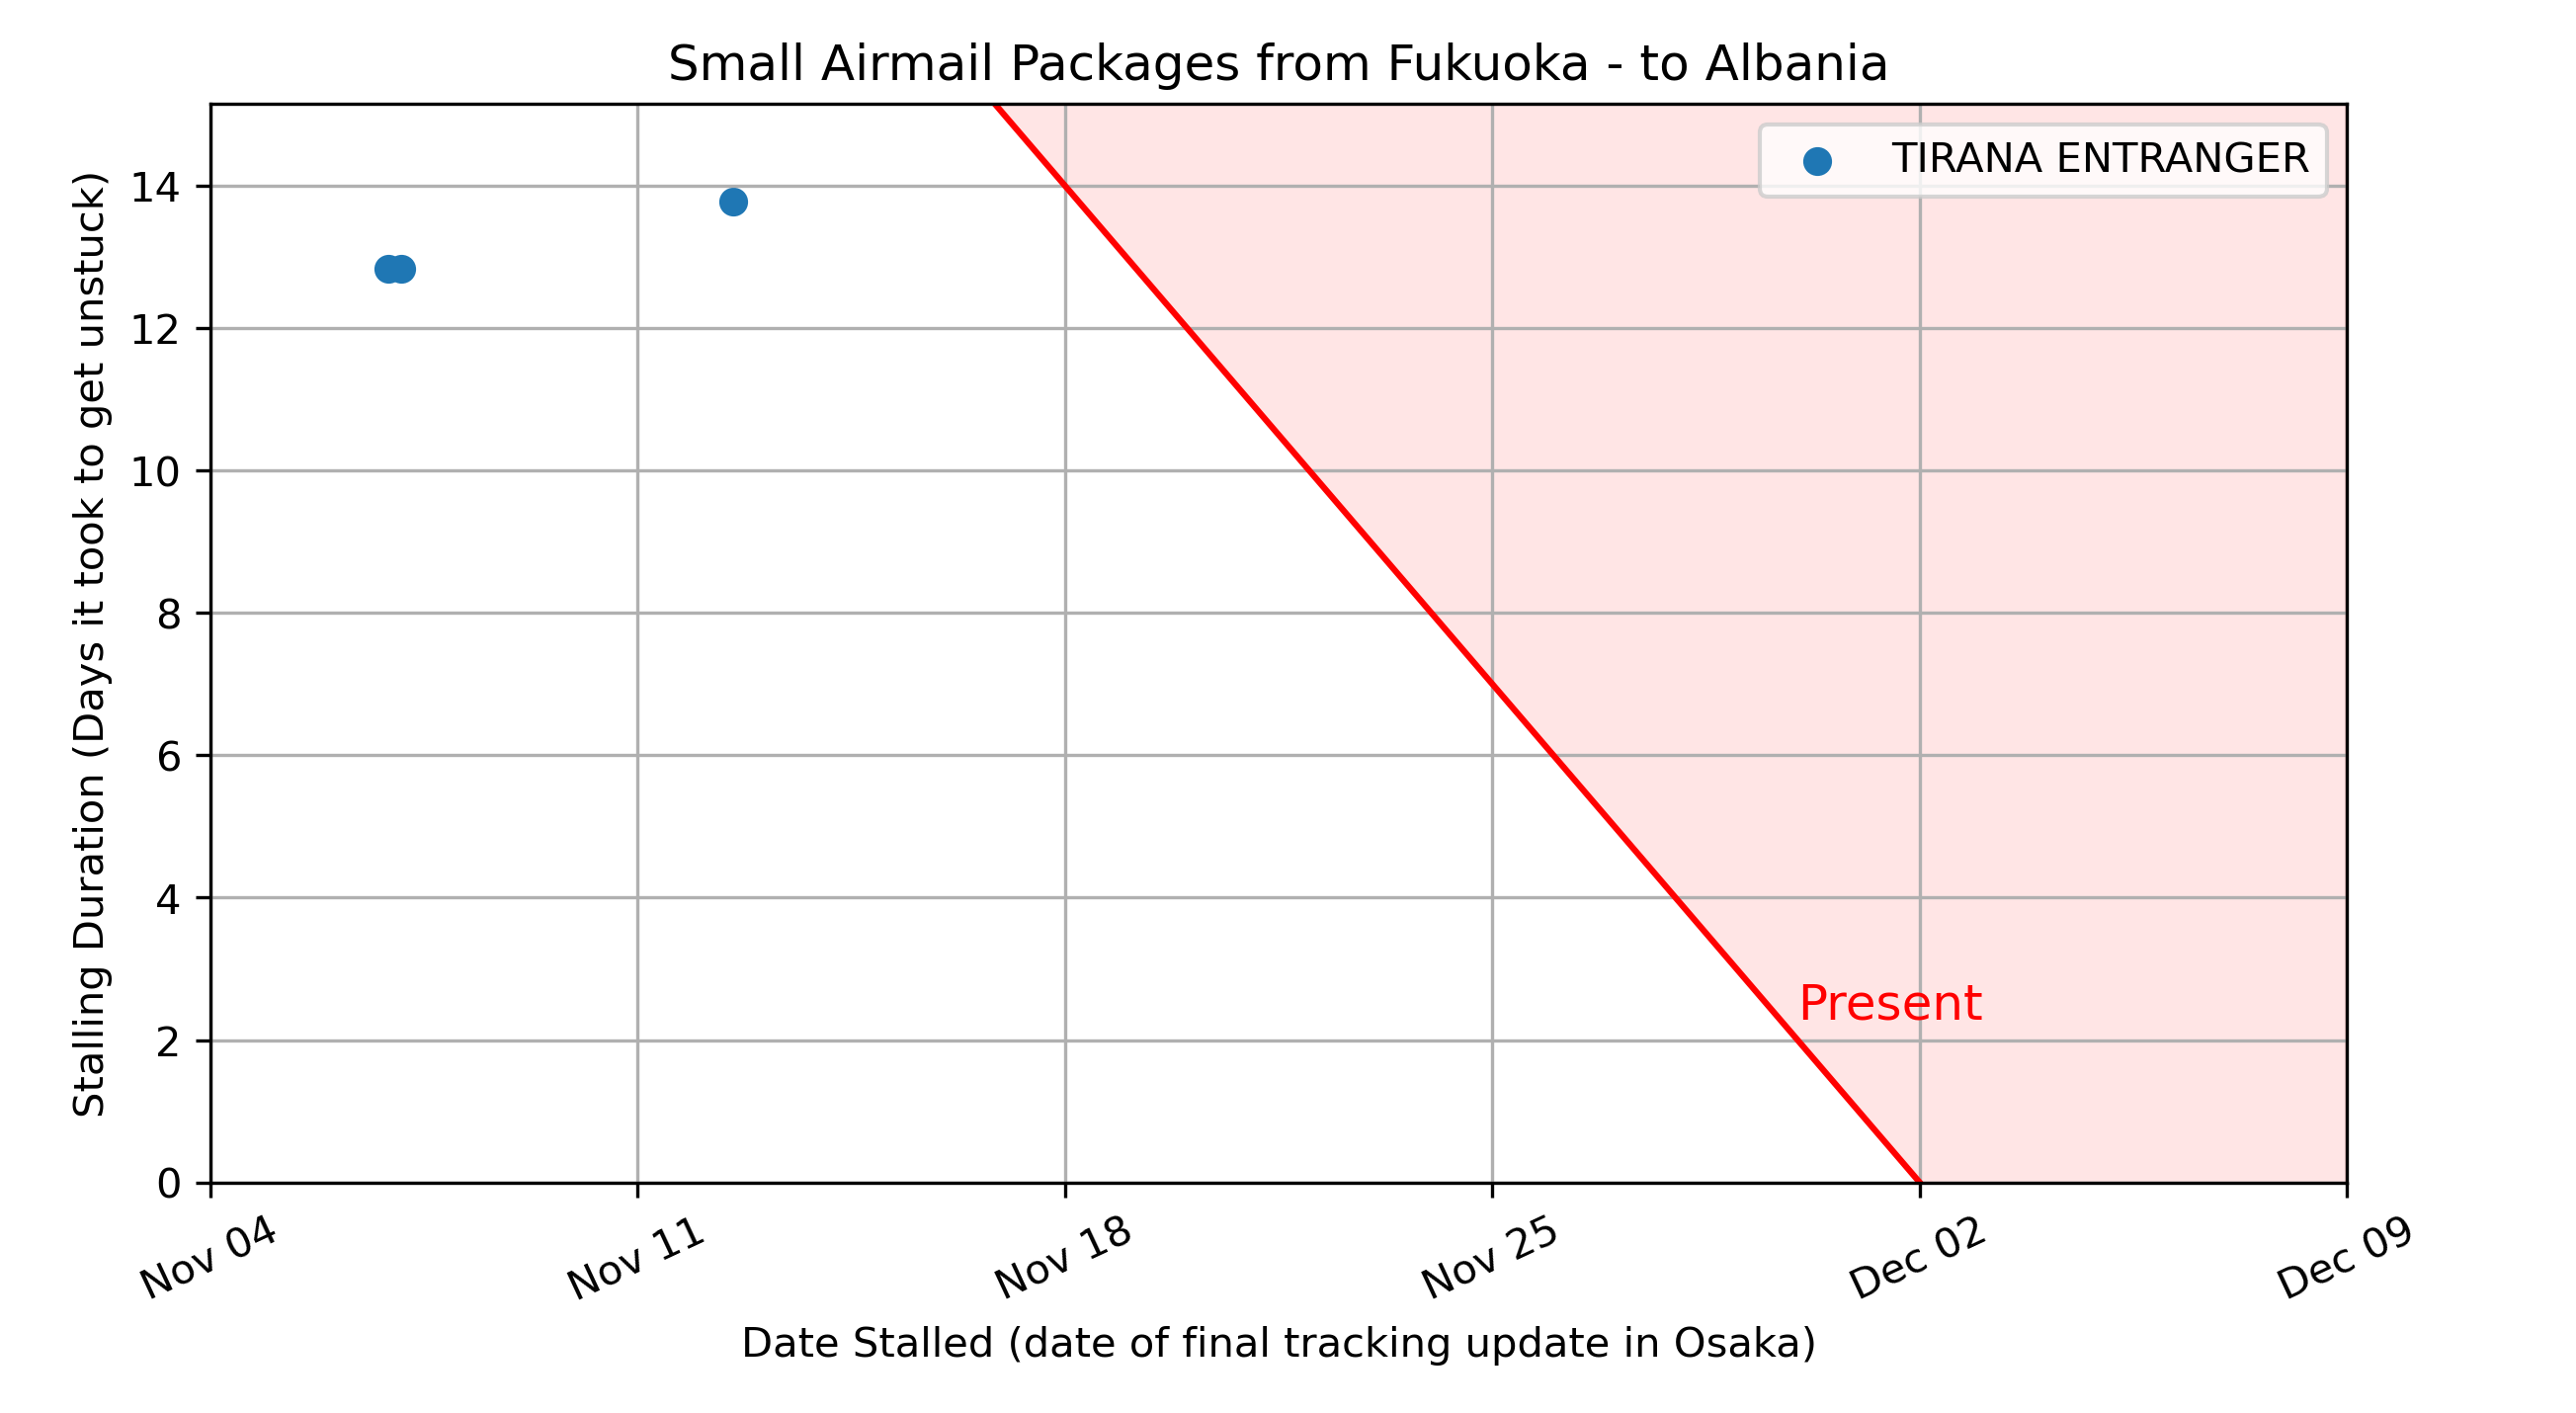 Small Airmail Packages from Fukuoka - to Albania
TIRANA ENTRANGER
Stalling Duration (Days it took to get unstuck)
14
12
10
8
6
4
2
0
Present
Nov 04
Nov 11
Nov 18
Nov 25
Dec 02
Dec 09
Date Stalled (date of final tracking update in Osaka)